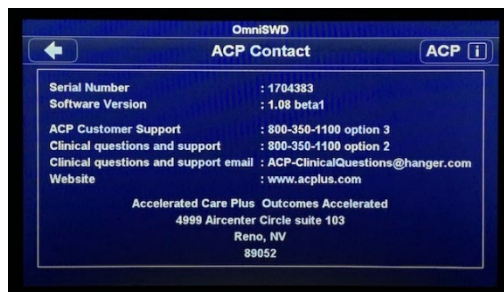 OmniSWD
ACP Contact
ACP i
Serial Number : 1704383
Software Version : 1.08 beta1
ACP Customer Support : 800-350-1100 option 3
Clinical questions and support : 800-350-1100 option 2
Clinical questions and support email : ACP-ClinicalQuestions@hanger.com
Website : www.acplus.com
Accelerated Care Plus Outcomes Accelerated
4999 Aircenter Circle suite 103
Reno, NV
89052